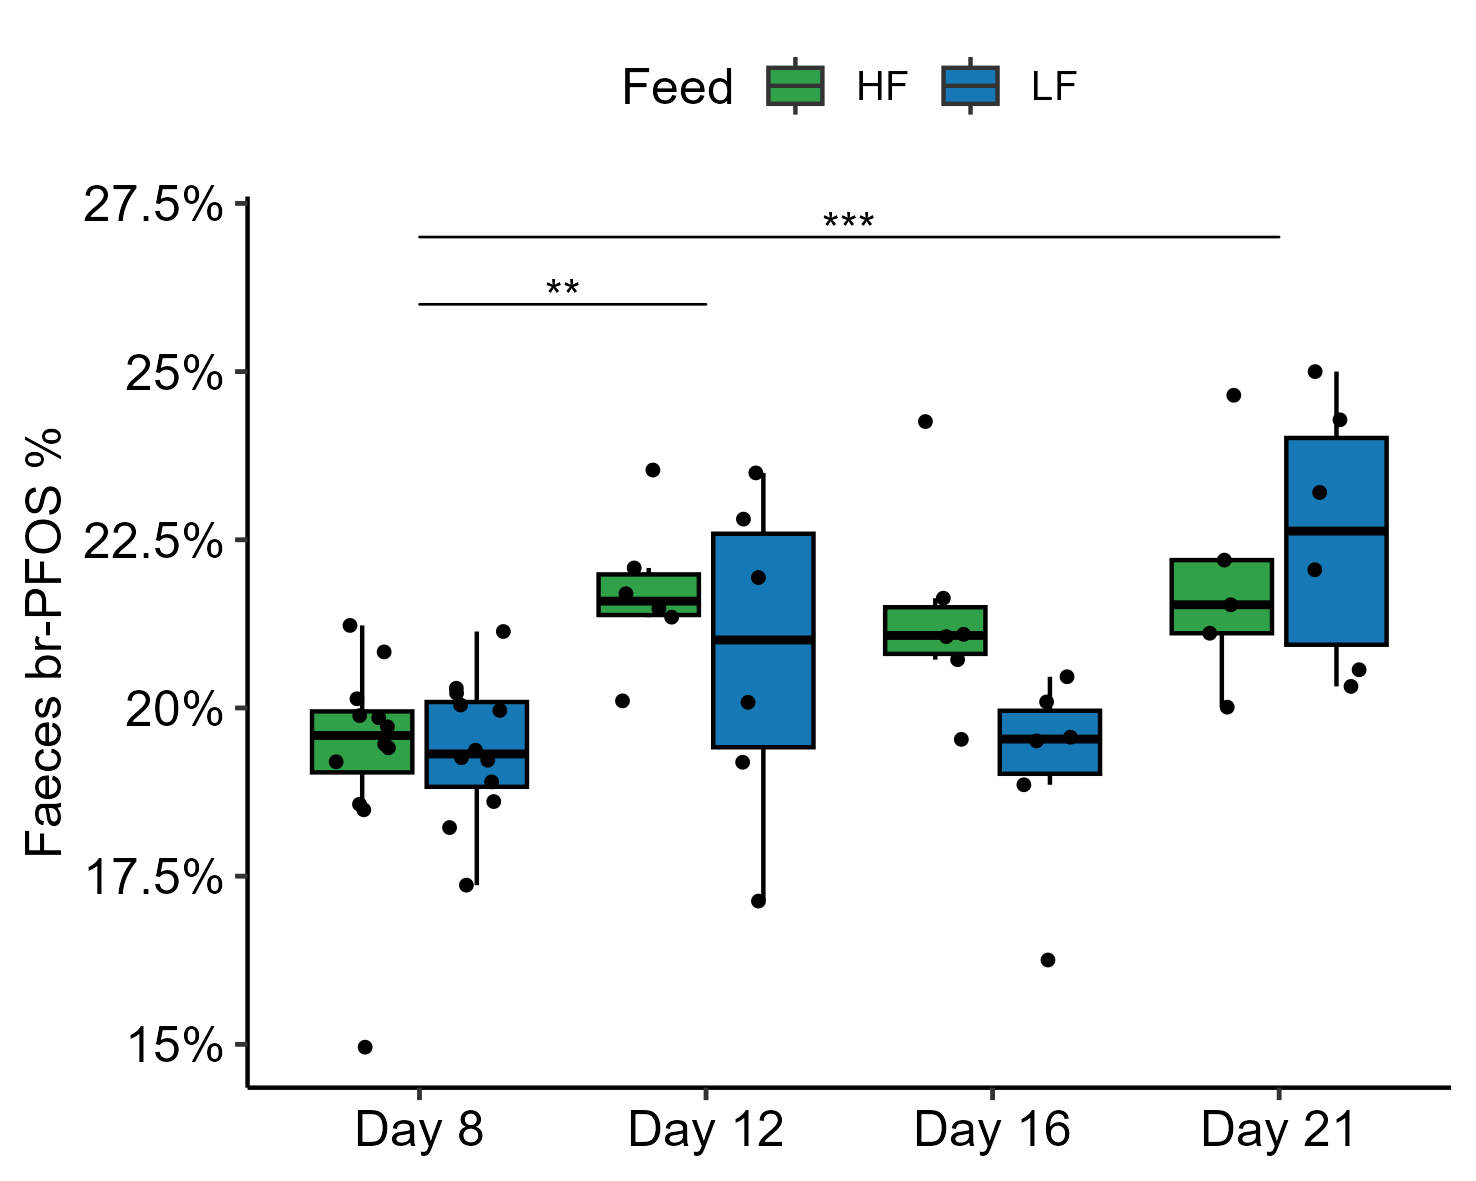 Feed HF LF
27.5%
***
**
25%
22.5%
20%
17.5%
15%
Faeces br-PFOS %
Day 8 Day 12 Day 16 Day 21